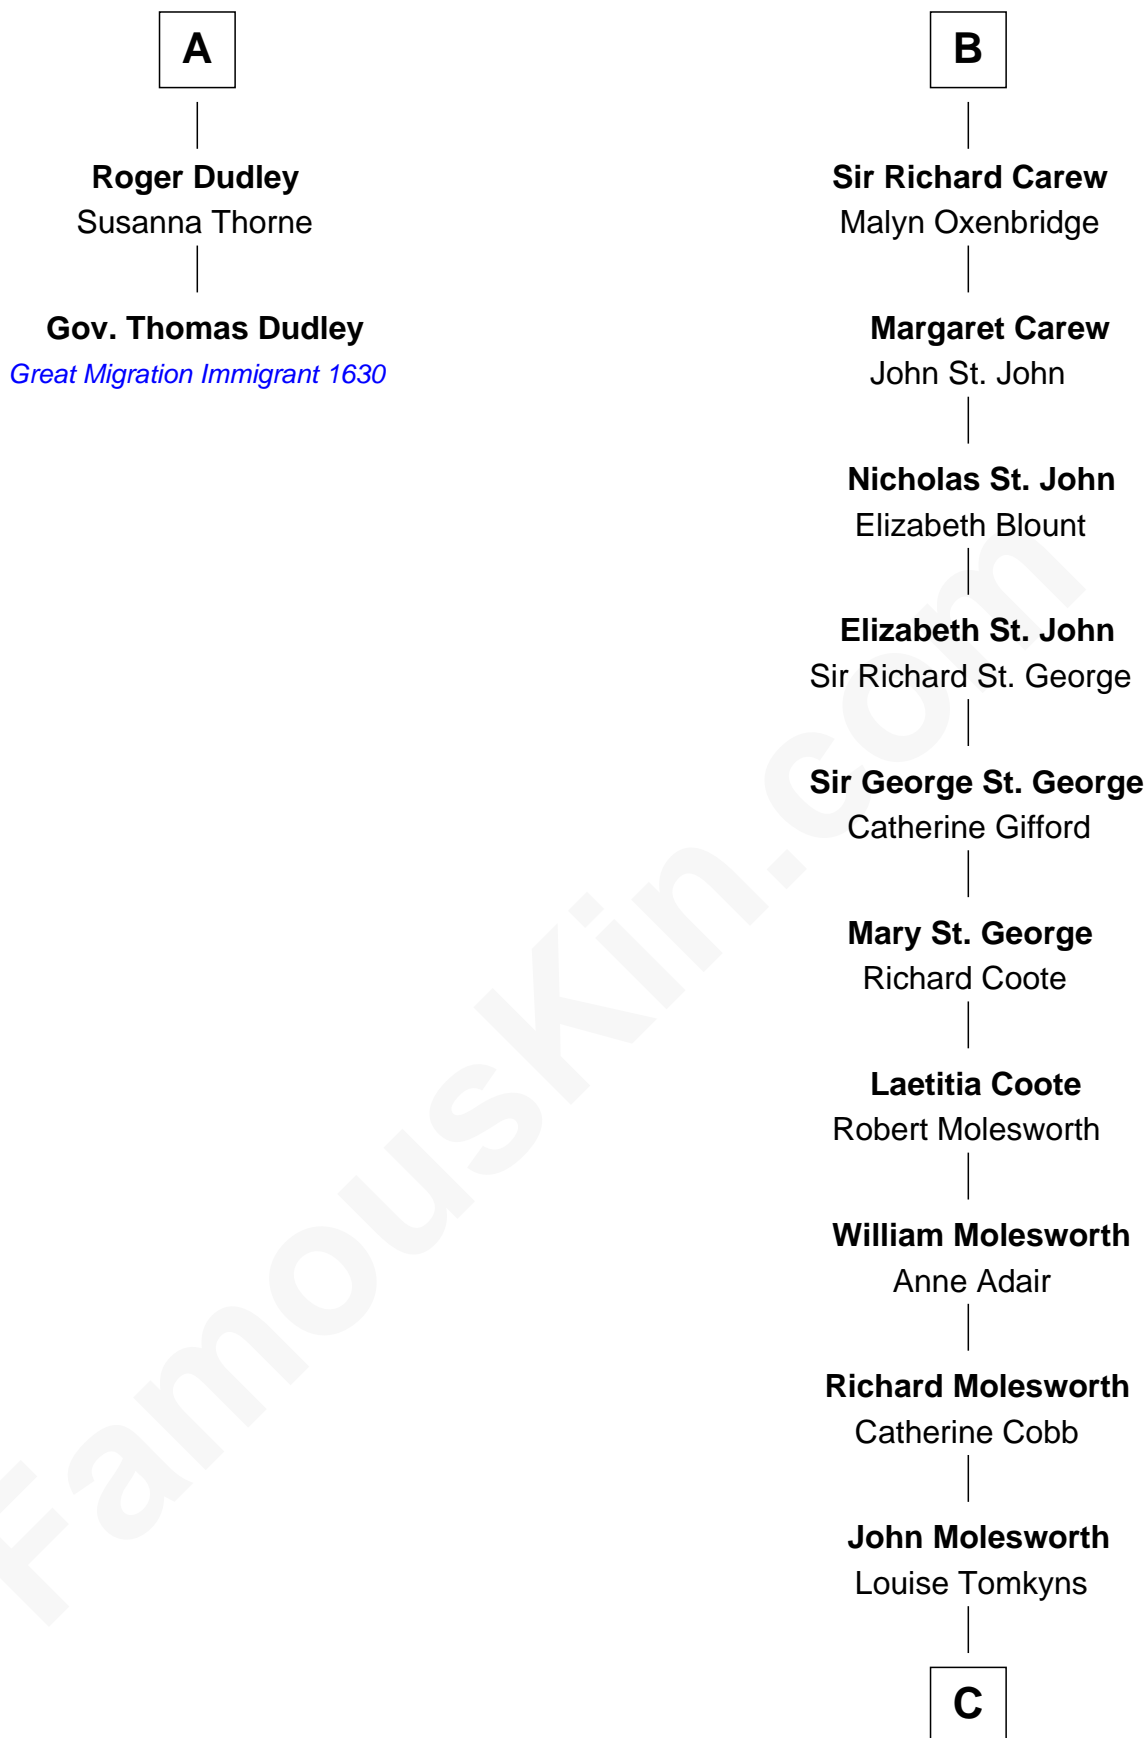 A
Roger Dudley
Susanna Thorne
Gov. Thomas Dudley
Great Migration Immigrant 1630
B
Sir Richard Carew
Malyn Oxenbridge
Margaret Carew
John St. John
Nicholas St. John
Elizabeth Blount
Elizabeth St. John
Sir Richard St. George
Sir George St. George
Catherine Gifford
Mary St. George
Richard Coote
Laetitia Coote
Robert Molesworth
William Molesworth
Anne Adair
Richard Molesworth
Catherine Cobb
John Molesworth
Louise Tomkyns
C
FamousKin.com